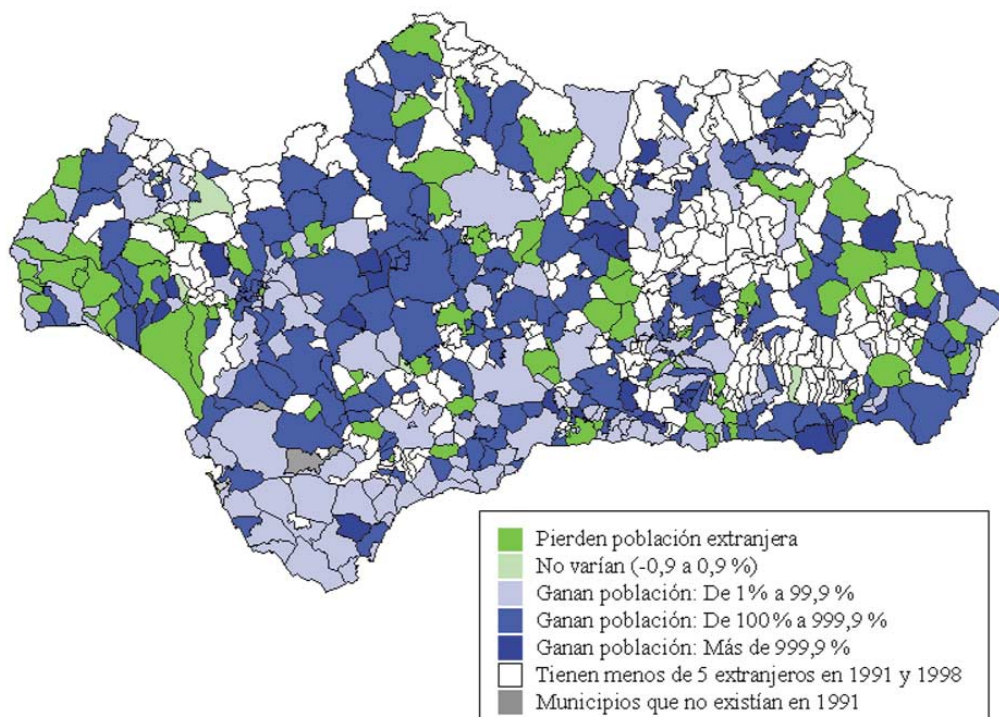 Pierden población extranjera
No varían (-0,9 a 0,9 %)
Ganan población: De 1% a 99,9 %
Ganan población: De 100% a 999,9 %
Ganan población: Más de 999,9 %
Tienen menos de 5 extranjeros en 1991 y 1998
Municipios que no existían en 1991